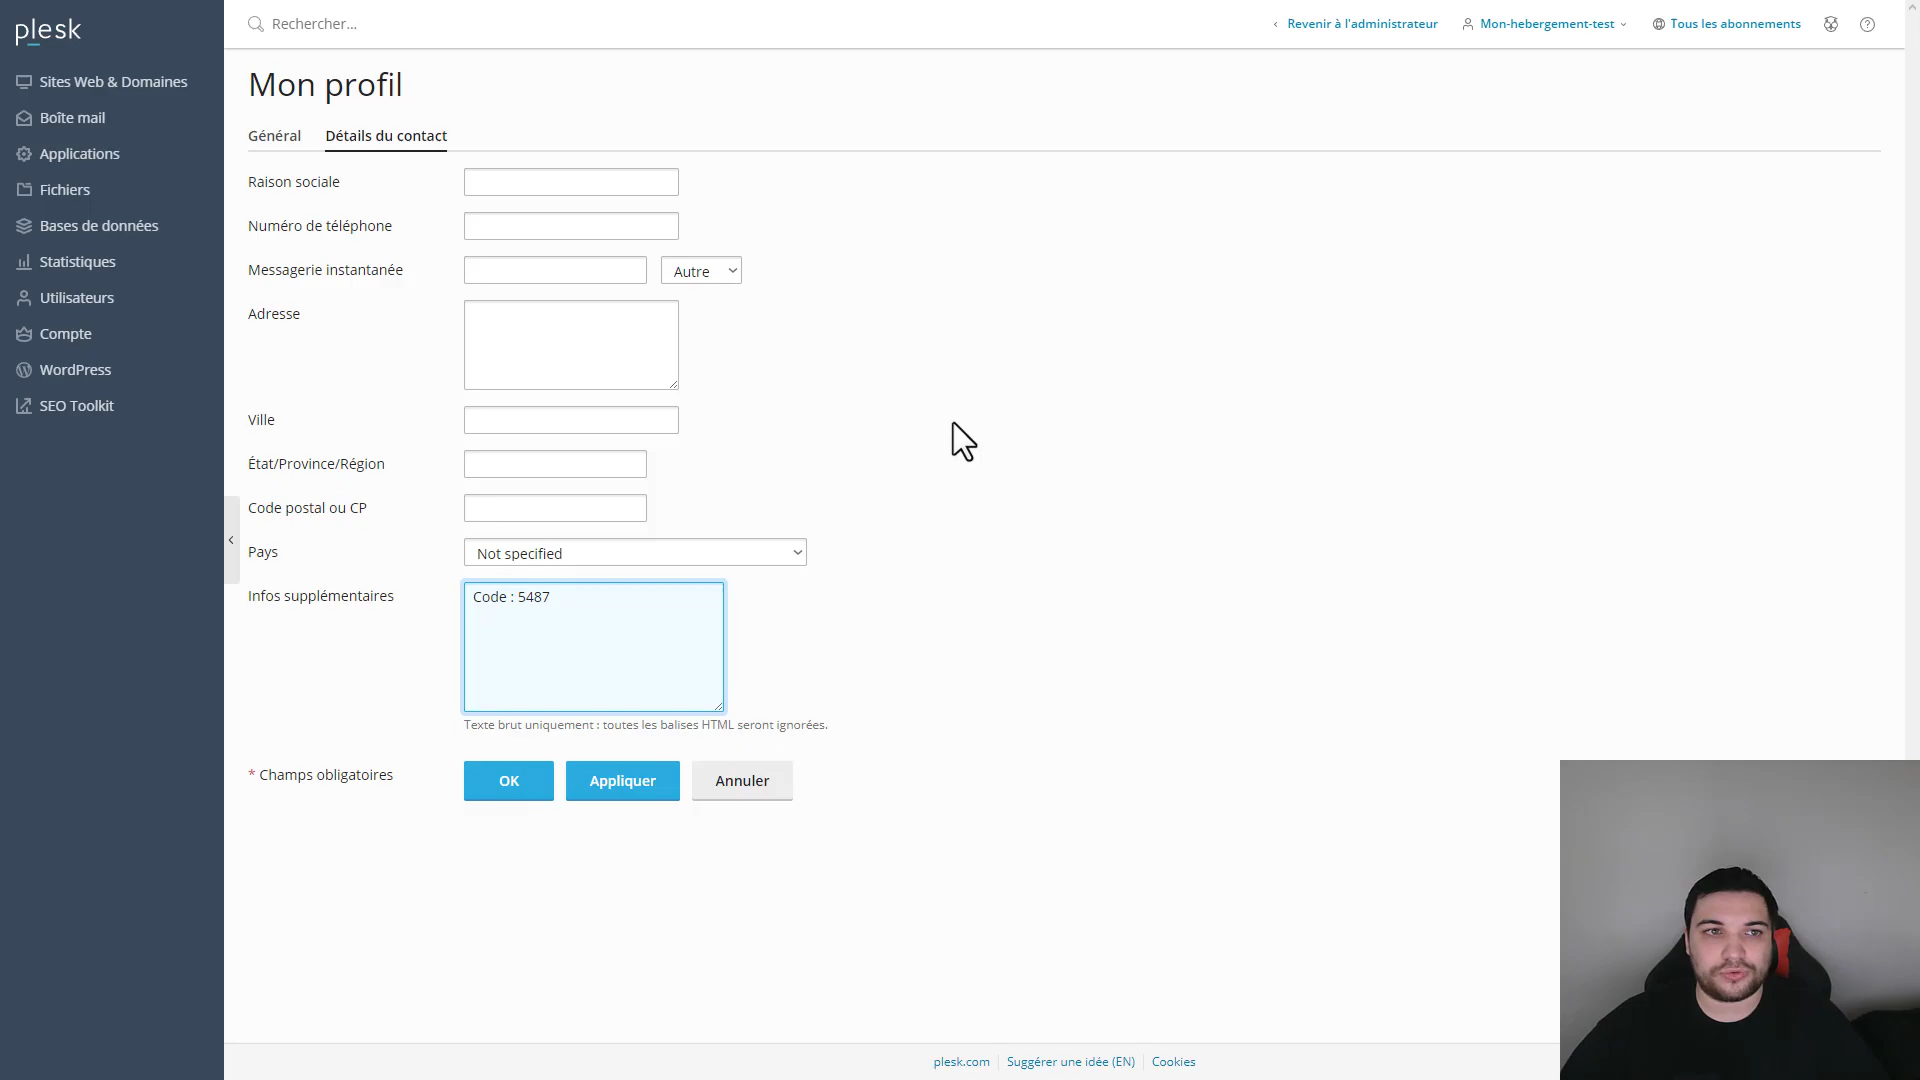 plesk
Rechercher...
Revenir à l'administrateur
Mon-hebergement-test
Tous les abonnements
Sites Web & Domaines
Boîte mail
Applications
Fichiers
Bases de données
Statistiques
Utilisateurs
Compte
WordPress
SEO Toolkit
Mon profil
Général
Détails du contact
Raison sociale
Numéro de téléphone
Messagerie instantanée
Autre
Adresse
Ville
État/Province/Région
Code postal ou CP
Pays
Not specified
Infos supplémentaires
Code : 5487
Texte brut uniquement : toutes les balises HTML seront ignorées.
* Champs obligatoires
OK
Appliquer
Annuler
plesk.com
Suggérer une idée (EN)
Cookies